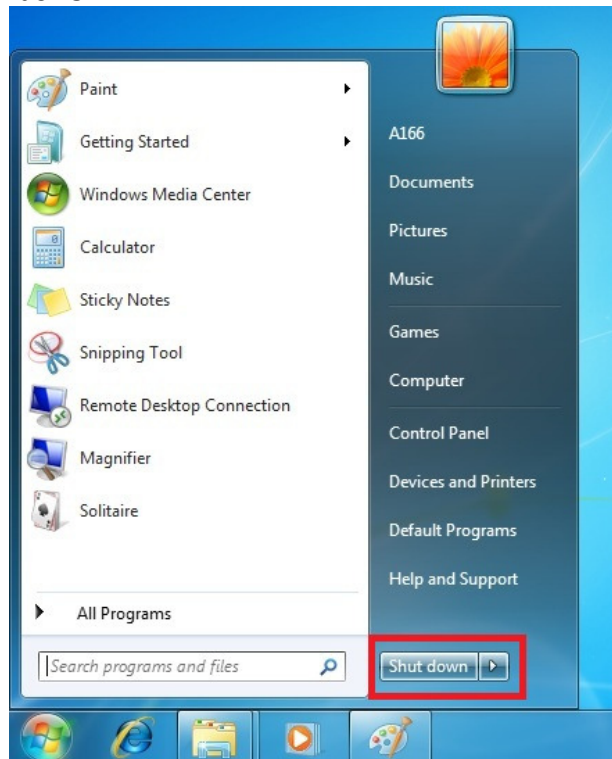 Paint
Getting Started
Windows Media Center
Calculator
Sticky Notes
Snipping Tool
Remote Desktop Connection
Magnifier
Solitaire
All Programs
Search programs and files
A166
Documents
Pictures
Music
Games
Computer
Control Panel
Devices and Printers
Default Programs
Help and Support
Shut down